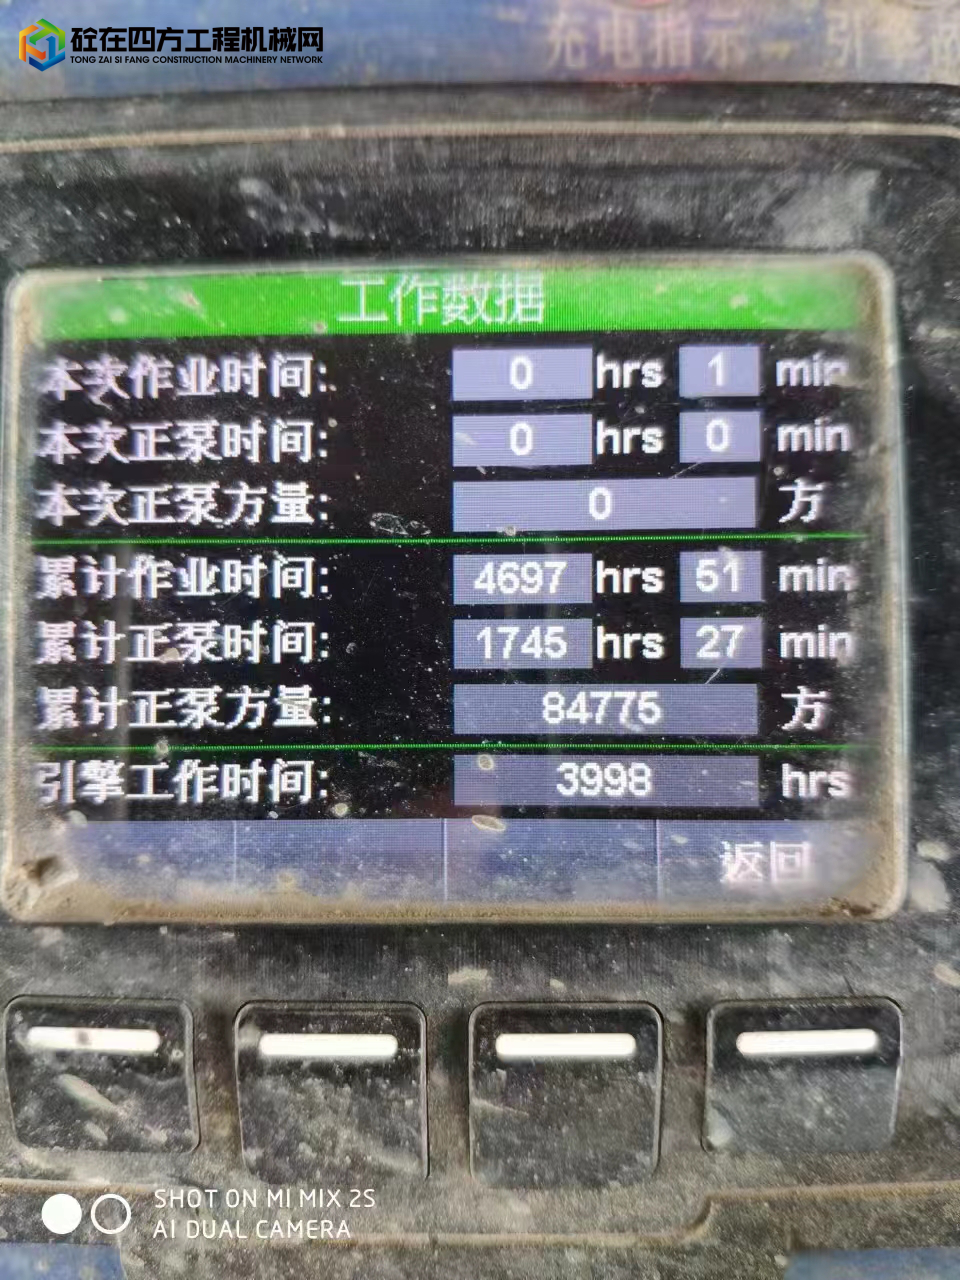 砼在四方工程机械网
TONG ZAI SI FANG CONSTRUCTION MACHINERY NETWORK
充电指示 引擎
工作数据
本次作业时间: 0 hrs 1 min
本次正泵时间: 0 hrs 0 min
本次正泵方量: 0 方
累计作业时间: 4697 hrs 51 min
累计正泵时间: 1745 hrs 27 min
累计正泵方量: 84775 方
引擎工作时间: 3998 hrs
返回
SHOT ON MI MIX 2S
AI DUAL CAMERA